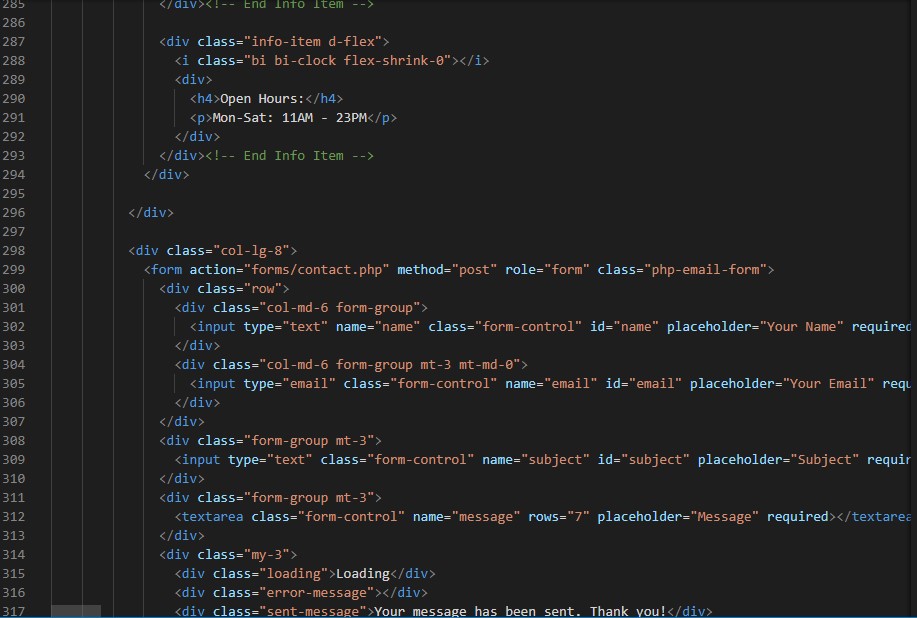 285 </div><!-- End Info Item -->
286
287 <div class="info-item d-flex">
288 <i class="bi bi-clock flex-shrink-0"></i>
289 <div>
290 <h4>Open Hours:</h4>
291 <p>Mon-Sat: 11AM - 23PM</p>
292 </div>
293 </div><!-- End Info Item -->
294 </div>
295
296 </div>
297
298 <div class="col-lg-8">
299 <form action="forms/contact.php" method="post" role="form" class="php-email-form">
300 <div class="row">
301 <div class="col-md-6 form-group">
302 <input type="text" name="name" class="form-control" id="name" placeholder="Your Name" required
303 </div>
304 <div class="col-md-6 form-group mt-3 mt-md-0">
305 <input type="email" class="form-control" name="email" id="email" placeholder="Your Email" requ
306 </div>
307 </div>
308 <div class="form-group mt-3">
309 <input type="text" class="form-control" name="subject" id="subject" placeholder="Subject" requir
310 </div>
311 <div class="form-group mt-3">
312 <textarea class="form-control" name="message" rows="7" placeholder="Message" required></textarea
313 </div>
314 <div class="my-3">
315 <div class="loading">Loading</div>
316 <div class="error-message"></div>
317 <div class="sent-message">Your message has been sent. Thank you!</div>